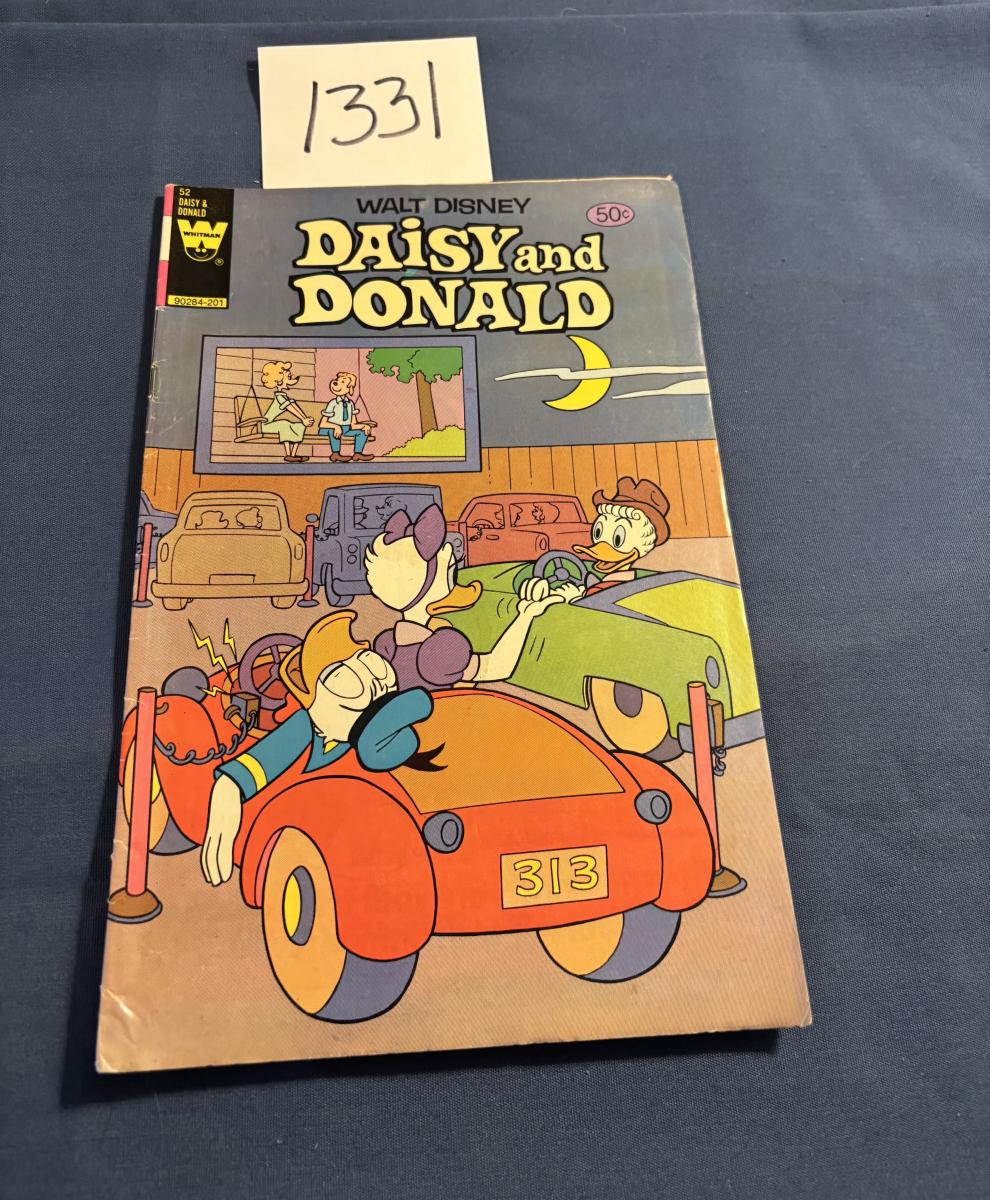 1331
52
DAISY &
DONALD
WHITMAN
®
90284-201
WALT DISNEY
50¢
DAiSY and
DONALD
313